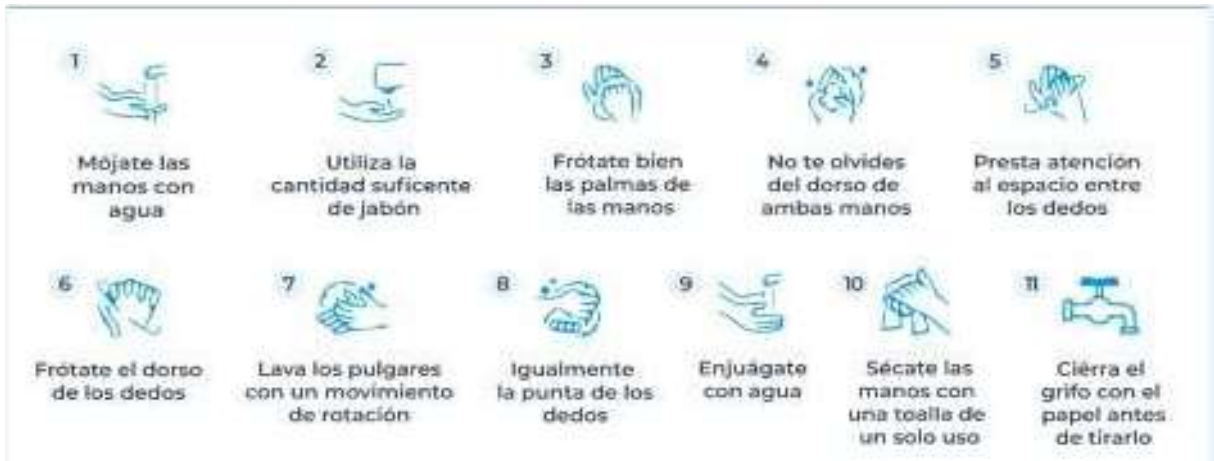 1
Mójate las
manos con
agua
2
Utiliza la
cantidad suficente
de jabón
3
Frótate bien
las palmas de
las manos
4
No te olvides
del dorso de
ambas manos
5
Presta atención
al espacio entre
los dedos
6
Frótate el dorso
de los dedos
7
Lava los pulgares
con un movimiento
de rotación
8
Igualmente
la punta de los
dedos
9
Enjuágate
con agua
10
Sécate las
manos con
una toalla de
un solo uso
11
Ciérra el
grifo con el
papel antes
de tirarlo